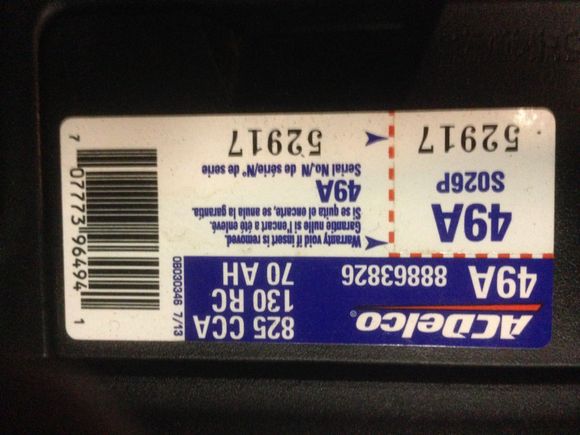 ACDelco®
49A 88863826
825 CCA
130 RC
70 AH
08030346 7/13
49A
S026P
52917
Warranty void if insert is removed.
Garantie nulle si l'encart été enlevé.
Si se quita el encarte, se anula la garantia.
49A
Serial No./N° de série/N° de serie
52917
7 07773 96494 1